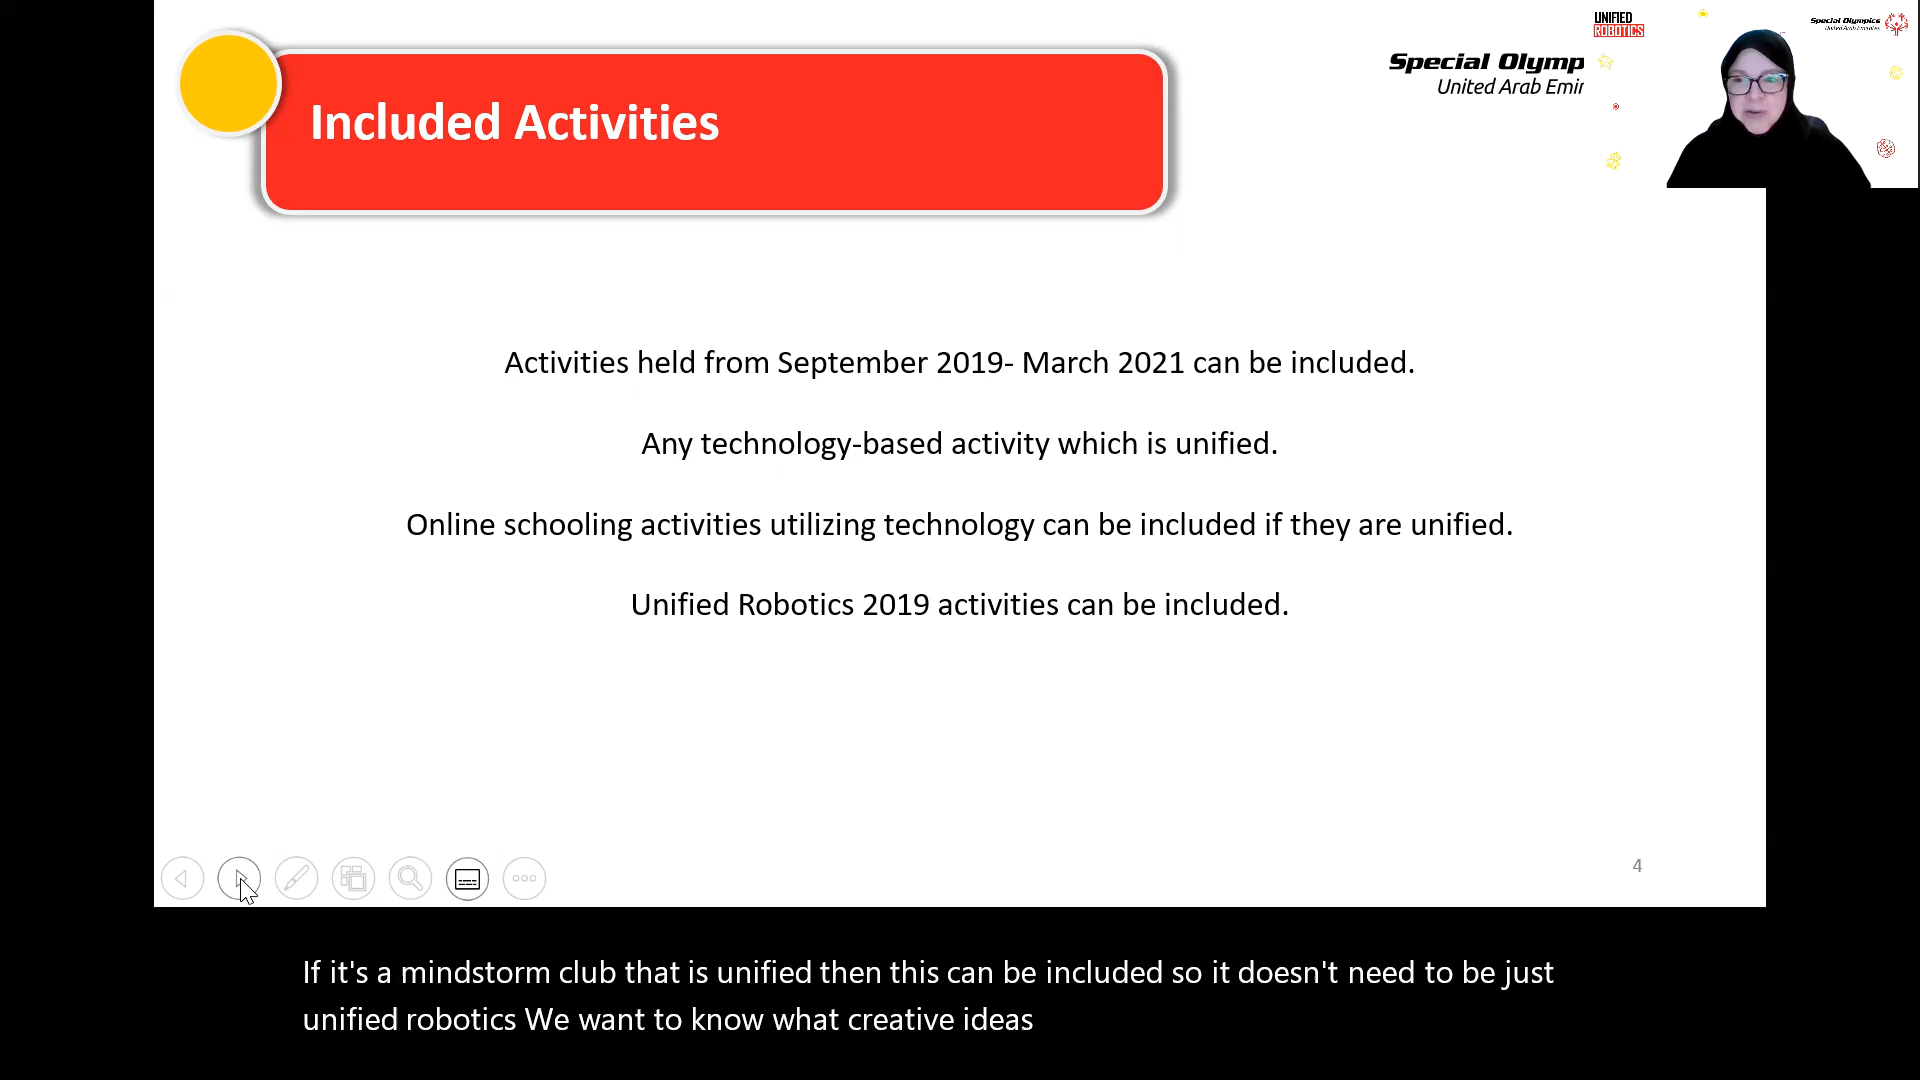 Included Activities
Special Olymp
United Arab Emir
UNIFIED
ROBOTICS
Special Olympics
United Arab Emirates
Activities held from September 2019- March 2021 can be included.
Any technology-based activity which is unified.
Online schooling activities utilizing technology can be included if they are unified.
Unified Robotics 2019 activities can be included.
4
If it's a mindstorm club that is unified then this can be included so it doesn't need to be just
unified robotics We want to know what creative ideas